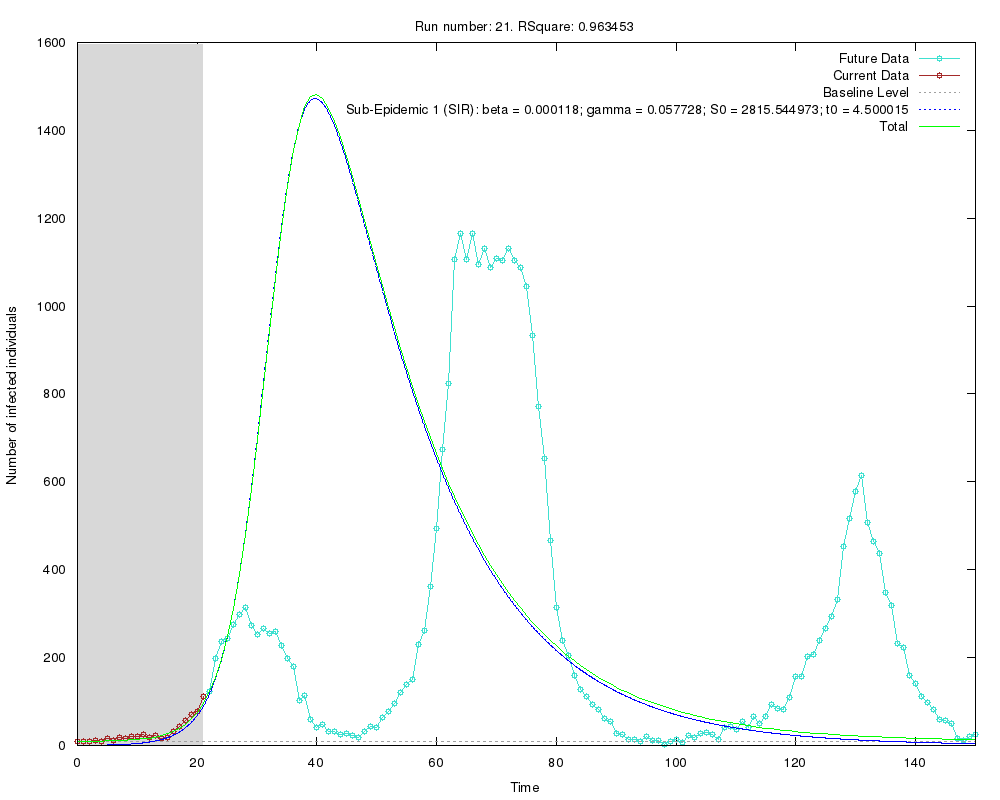 Run number: 21. RSquare: 0.963453
1600
1400
1200
1000
800
600
400
200
0
Number of infected individuals
Future Data
Current Data
Baseline Level
Sub-Epidemic 1 (SIR): beta = 0.000118; gamma = 0.057728; S0 = 2815.544973; t0 = 4.500015
Total
0 20 40 60 80 100 120 140
Time